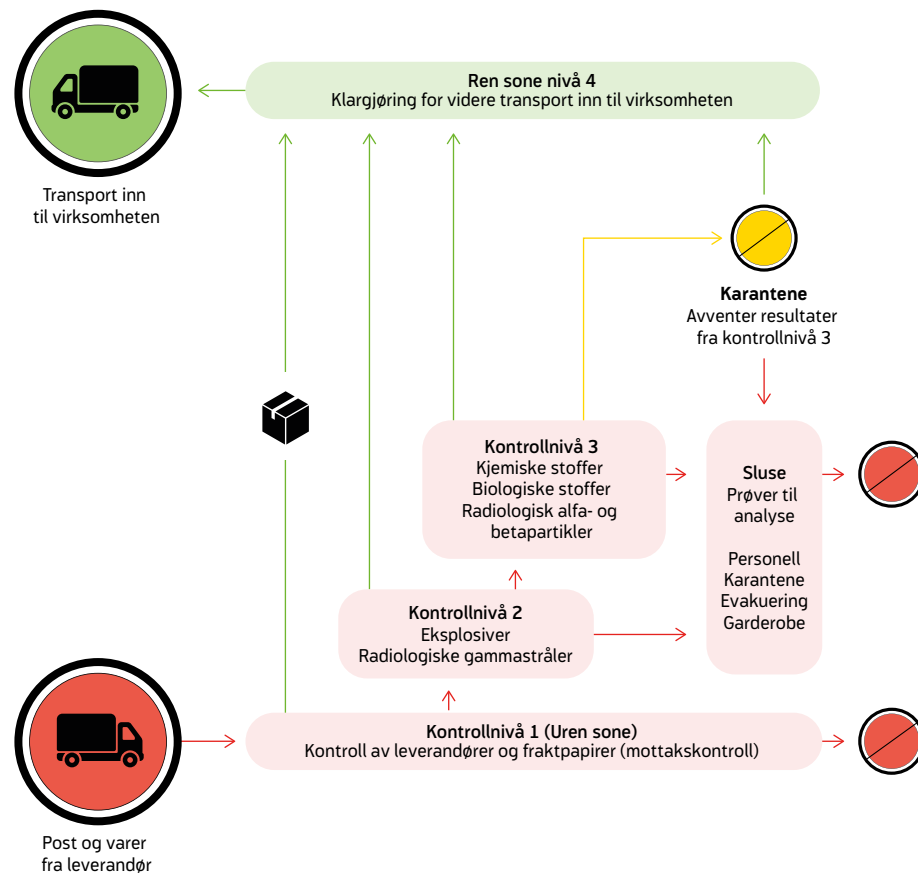 Ren sone nivå 4
Klargjøring for videre transport inn til virksomheten
Transport inn
til virksomheten
Karantene
Avventer resultater
fra kontrollnivå 3
Kontrollnivå 3
Kjemiske stoffer
Biologiske stoffer
Radiologisk alfa- og
betapartikler
Sluse
Prøver til
analyse
Personell
Karantene
Evakuering
Garderobe
Kontrollnivå 2
Eksplosiver
Radiologiske gammastråler
Kontrollnivå 1 (Uren sone)
Kontroll av leverandører og fraktpapirer (mottakskontroll)
Post og varer
fra leverandør